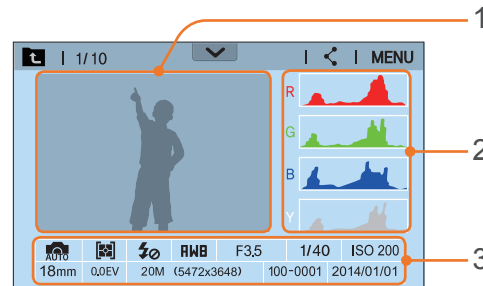 1
1/10 MENU
R
G
2
B
Y
AUTO AWB F3.5 1/40 ISO 200
3
18mm 0.0EV 20M (5472x3648) 100-0001 2014/01/01